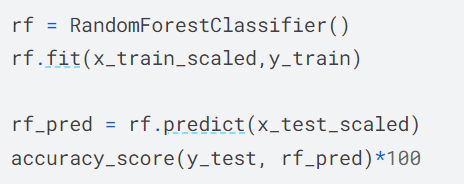 rf = RandomForestClassifier()
rf.fit(x_train_scaled,y_train)
rf_pred = rf.predict(x_test_scaled)
accuracy_score(y_test, rf_pred)*100